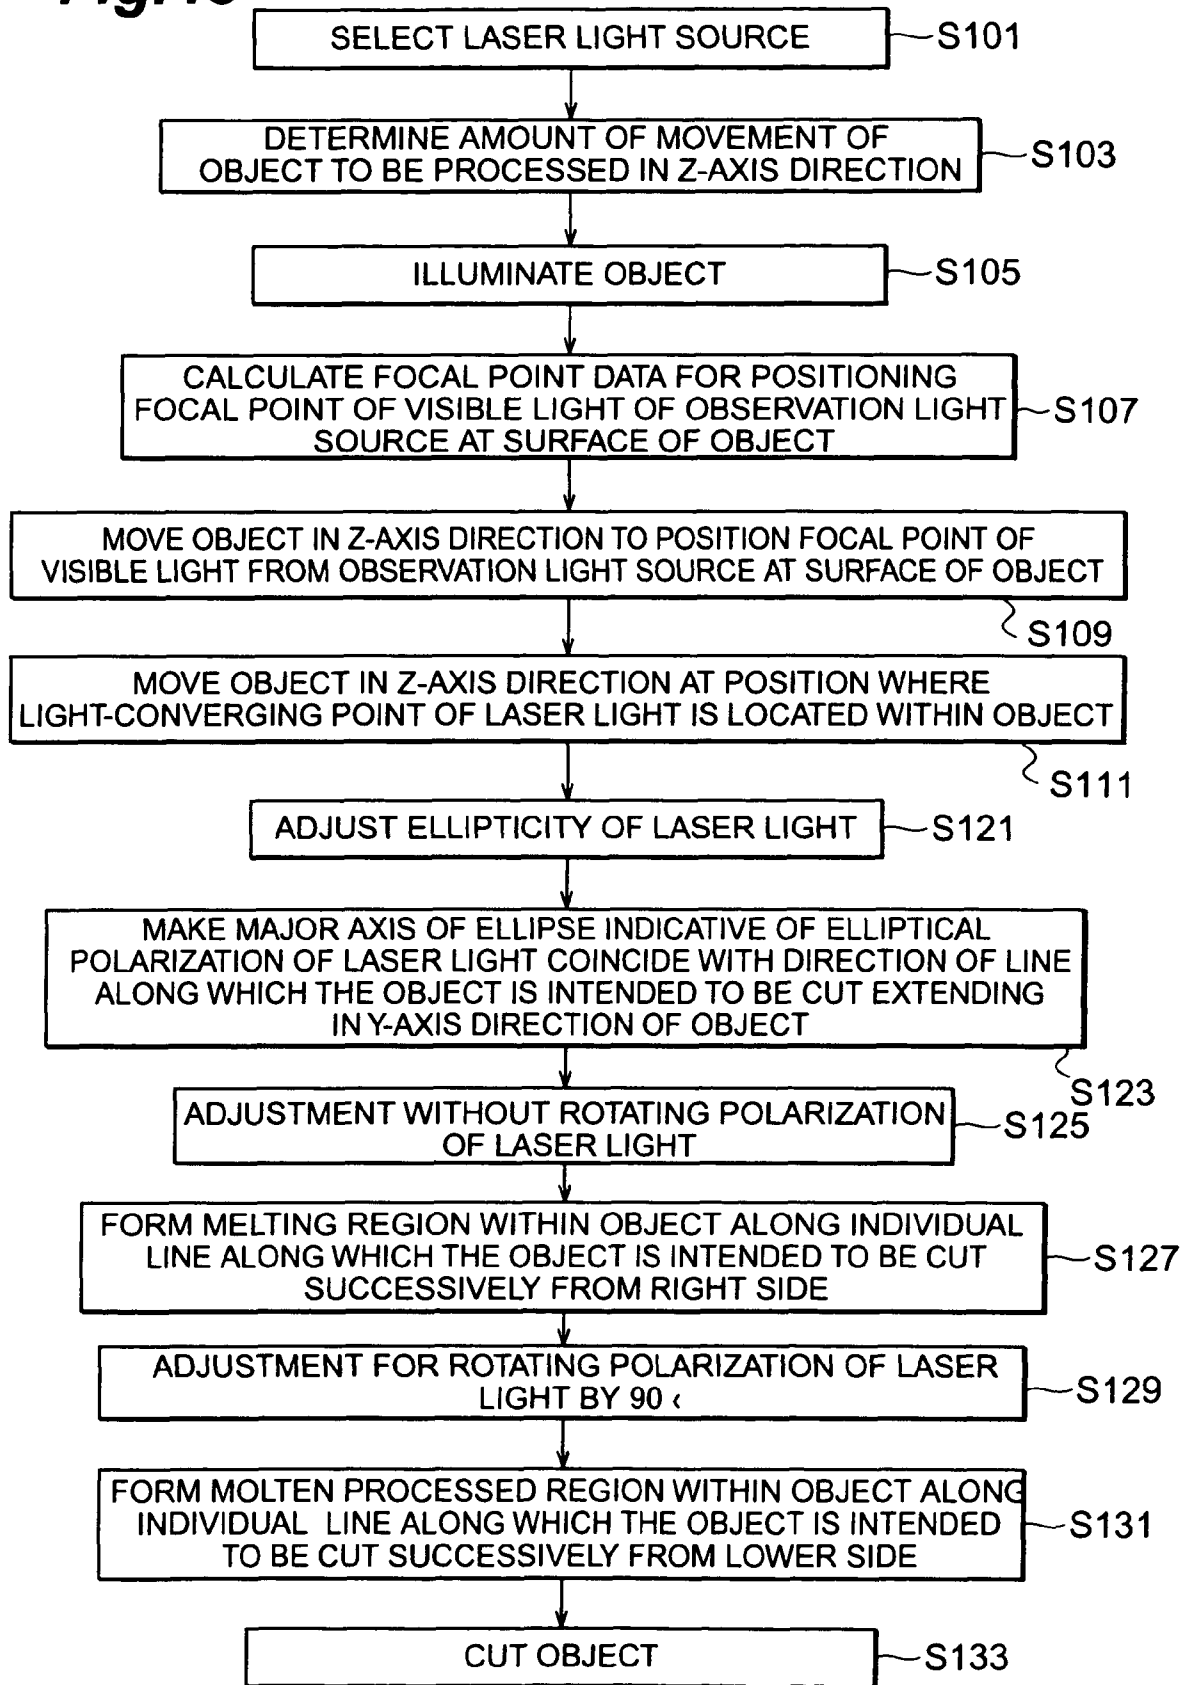 SELECT LASER LIGHT SOURCE
S101
DETERMINE AMOUNT OF MOVEMENT OF
OBJECT TO BE PROCESSED IN Z-AXIS DIRECTION
S103
ILLUMINATE OBJECT
S105
CALCULATE FOCAL POINT DATA FOR POSITIONING
FOCAL POINT OF VISIBLE LIGHT OF OBSERVATION LIGHT
SOURCE AT SURFACE OF OBJECT
S107
MOVE OBJECT IN Z-AXIS DIRECTION TO POSITION FOCAL POINT OF
VISIBLE LIGHT FROM OBSERVATION LIGHT SOURCE AT SURFACE OF OBJECT
S109
MOVE OBJECT IN Z-AXIS DIRECTION AT POSITION WHERE
LIGHT-CONVERGING POINT OF LASER LIGHT IS LOCATED WITHIN OBJECT
S111
ADJUST ELLIPTICITY OF LASER LIGHT
S121
MAKE MAJOR AXIS OF ELLIPSE INDICATIVE OF ELLIPTICAL
POLARIZATION OF LASER LIGHT COINCIDE WITH DIRECTION OF LINE
ALONG WHICH THE OBJECT IS INTENDED TO BE CUT EXTENDING
IN Y-AXIS DIRECTION OF OBJECT
S123
ADJUSTMENT WITHOUT ROTATING POLARIZATION
OF LASER LIGHT
S125
FORM MELTING REGION WITHIN OBJECT ALONG INDIVIDUAL
LINE ALONG WHICH THE OBJECT IS INTENDED TO BE CUT
SUCCESSIVELY FROM RIGHT SIDE
S127
ADJUSTMENT FOR ROTATING POLARIZATION OF LASER
LIGHT BY 90 ‹
S129
FORM MOLTEN PROCESSED REGION WITHIN OBJECT ALONG
INDIVIDUAL LINE ALONG WHICH THE OBJECT IS INTENDED
TO BE CUT SUCCESSIVELY FROM LOWER SIDE
S131
CUT OBJECT
S133